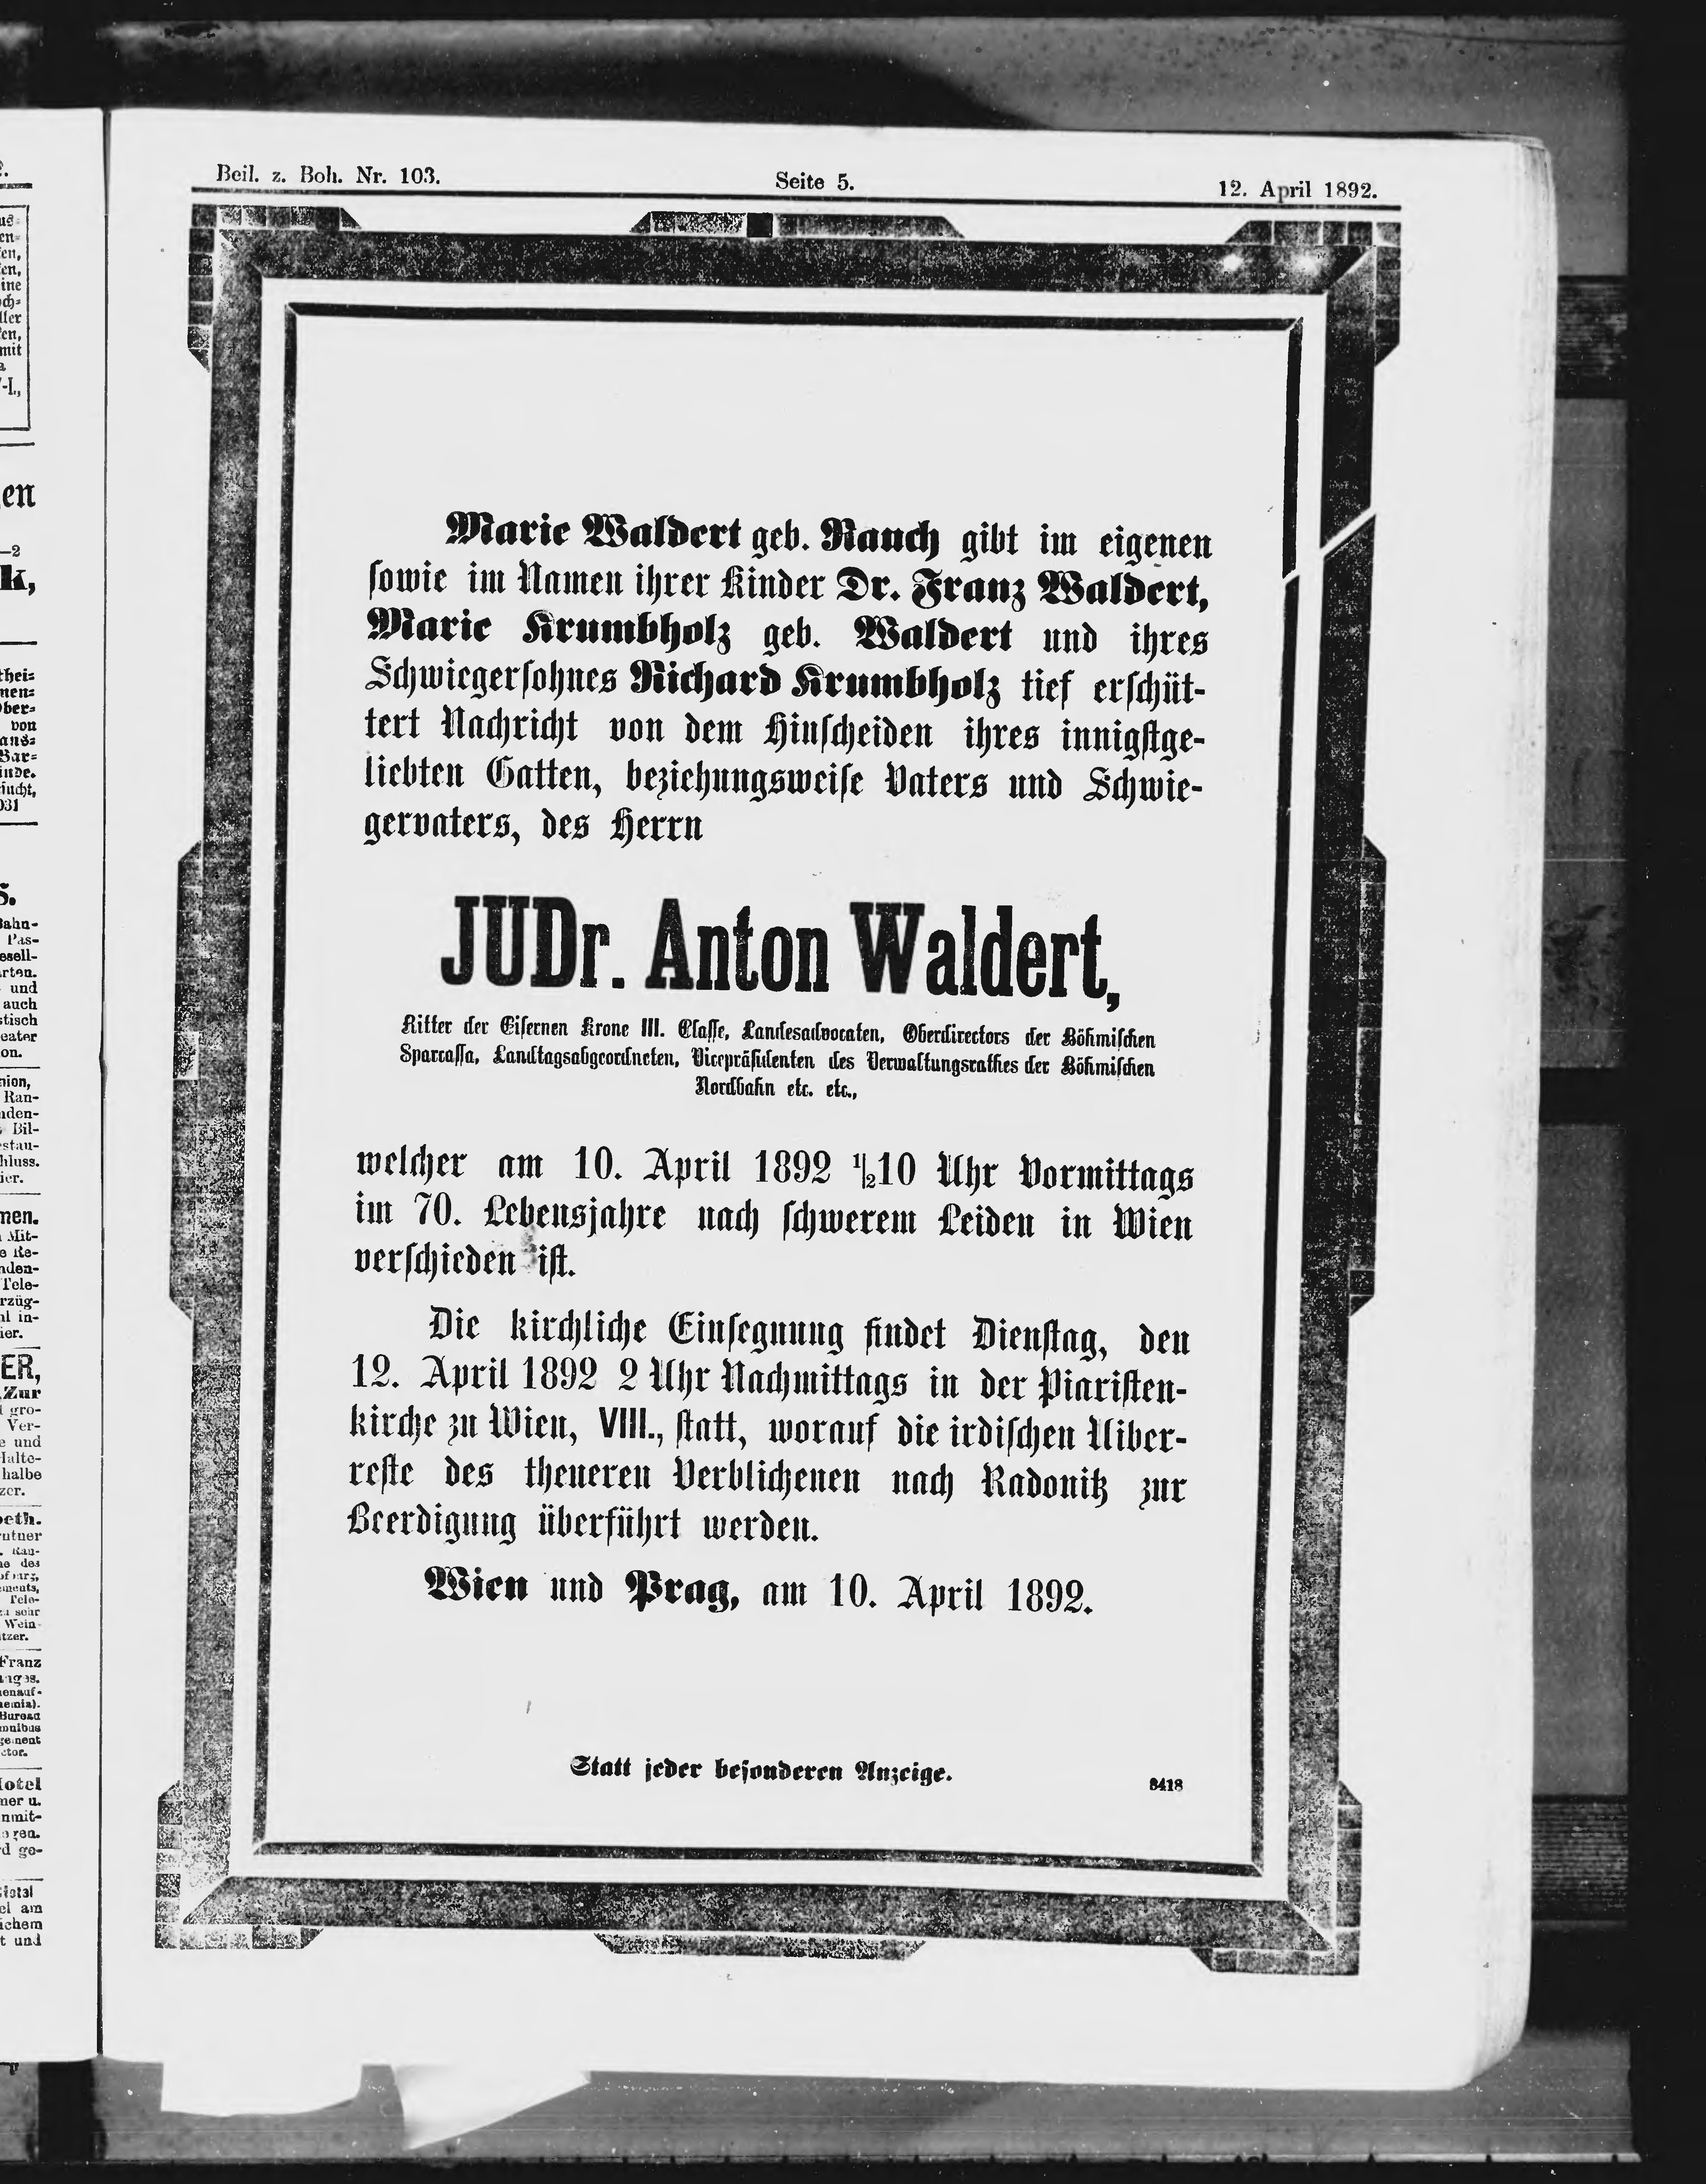 Beil. z. Boh. Nr. 103.
Seite 5.
12. April 1892.
Marie Waldert geb. Rauch gibt im eigenen
sowie im Namen ihrer Kinder Dr. Franz Waldert,
Marie Krumbholz geb. Waldert und ihres
Schwiegersohnes Richard Krumbholz tief erschüt-
tert Nachricht von dem Hinscheiden ihres innigstge-
liebten Gatten, beziehungsweise Vaters und Schwie-
gervaters, des Herrn
JUDr. Anton Waldert,
Ritter der Eisernen Krone III. Classe, Landesadvocaten, Oberdirectors der Böhmischen
Sparcassa, Landtagsabgeordneten, Vicepräsidenten des Verwaltungsrathes der Böhmischen
Nordbahn etc. etc.,
welcher am 10. April 1892 ½10 Uhr Vormittags
im 70. Lebensjahre nach schwerem Leiden in Wien
verschieden ist.
Die kirchliche Einsegnung findet Dienstag, den
12. April 1892 2 Uhr Nachmittags in der Piaristen-
kirche zu Wien, VIII., statt, worauf die irdischen Uiber-
reste des theueren Verblichenen nach Radonitz zur
Beerdigung überführt werden.
Wien und Prag, am 10. April 1892.
Statt jeder besonderen Anzeige.
3418